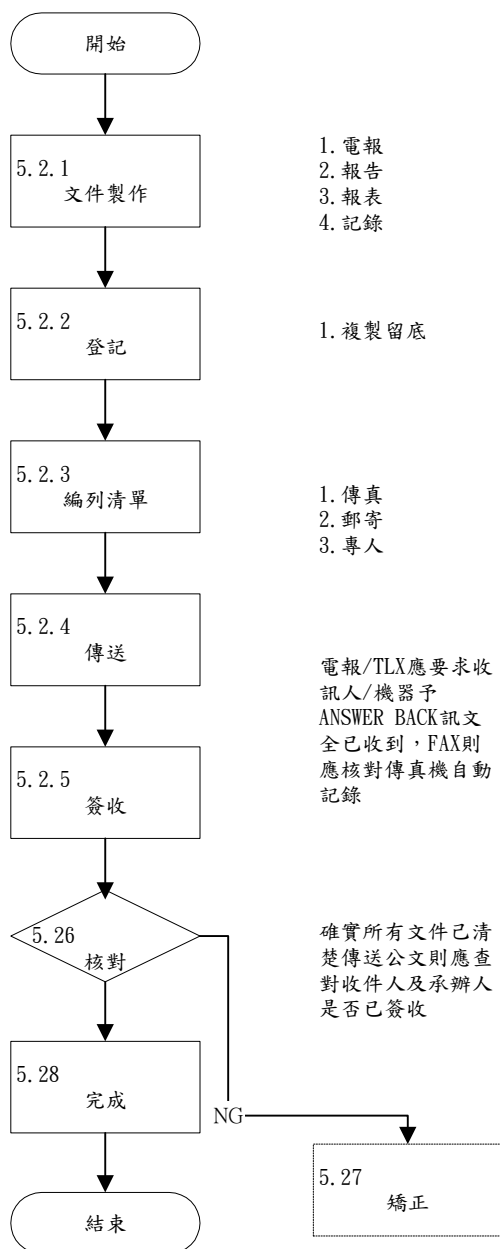 開始
5.2.1
文件製作
1.電報
2.報告
3.報表
4.記錄
5.2.2
登記
1.複製留底
5.2.3
編列清單
1.傳真
2.郵寄
3.專人
5.2.4
傳送
電報/TLX應要求收
訊人/機器予
ANSWER BACK訊文
全已收到，FAX則
應核對傳真機自動
記錄
5.2.5
簽收
5.26
核對
確實所有文件已清
楚傳送公文則應查
對收件人及承辦人
是否已簽收
5.28
完成
NG
5.27
矯正
結束